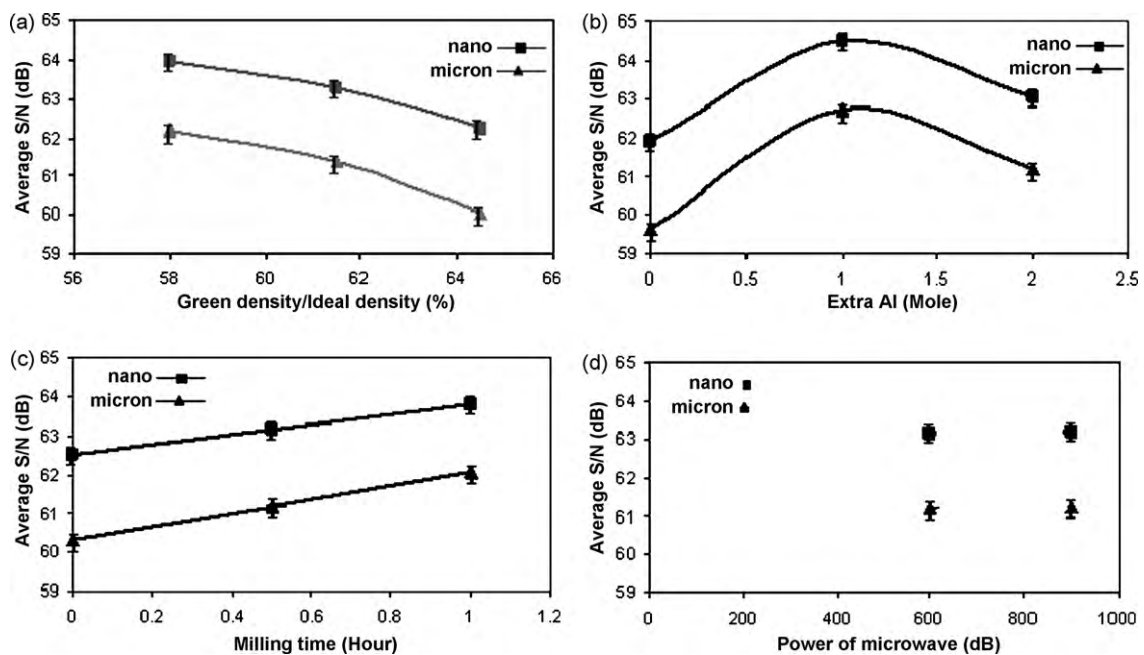 (a)
65
64
63
62
61
60
59
Average S/N (dB)
nano
micron
56 58 60 62 64 66
Green density/Ideal density (%)
(b)
65
64
63
62
61
60
59
Average S/N (dB)
nano
micron
0 0.5 1 1.5 2 2.5
Extra Al (Mole)
(c)
65
64
63
62
61
60
59
Average S/N (dB)
nano
micron
0 0.2 0.4 0.6 0.8 1 1.2
Milling time (Hour)
(d)
65
64
63
62
61
60
59
Average S/N (dB)
nano
micron
0 200 400 600 800 1000
Power of microwave (dB)